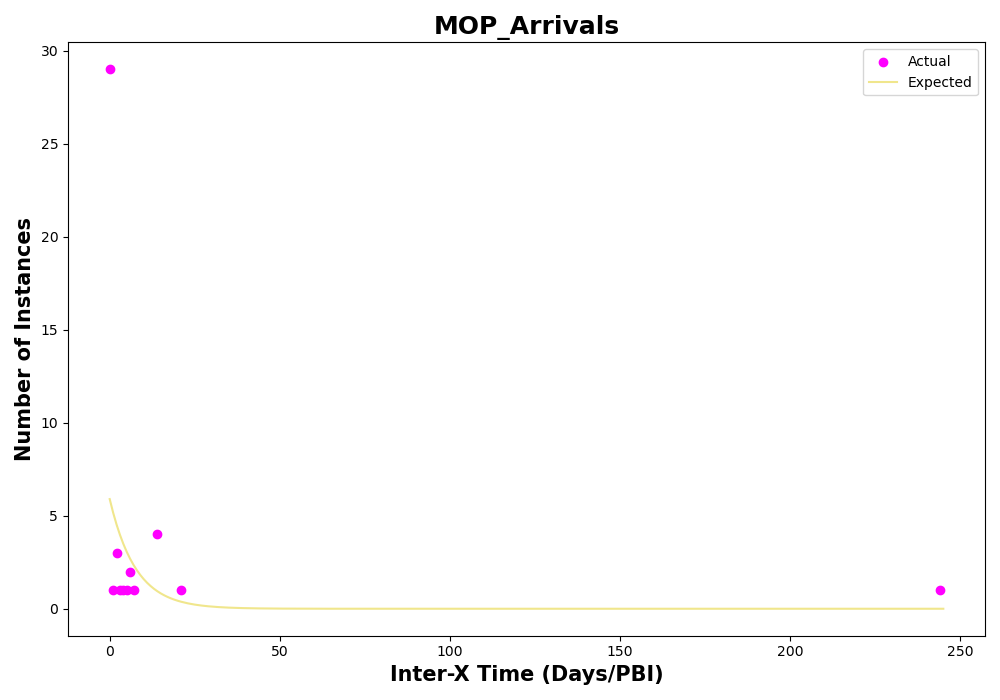 MOP_Arrivals
Actual
Expected
30
25
20
15
10
5
0
Number of Instances
0 50 100 150 200 250
Inter-X Time (Days/PBI)